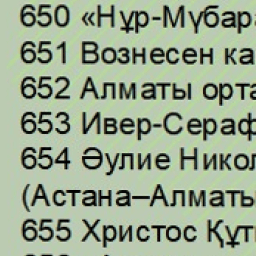 650 «Нұр-Мүбара
651 Вознесен ка
652 Алматы орта
653 Ивер-Сераф
654 Әулие Никол
(Астана–Алматы
655 Христос Құт